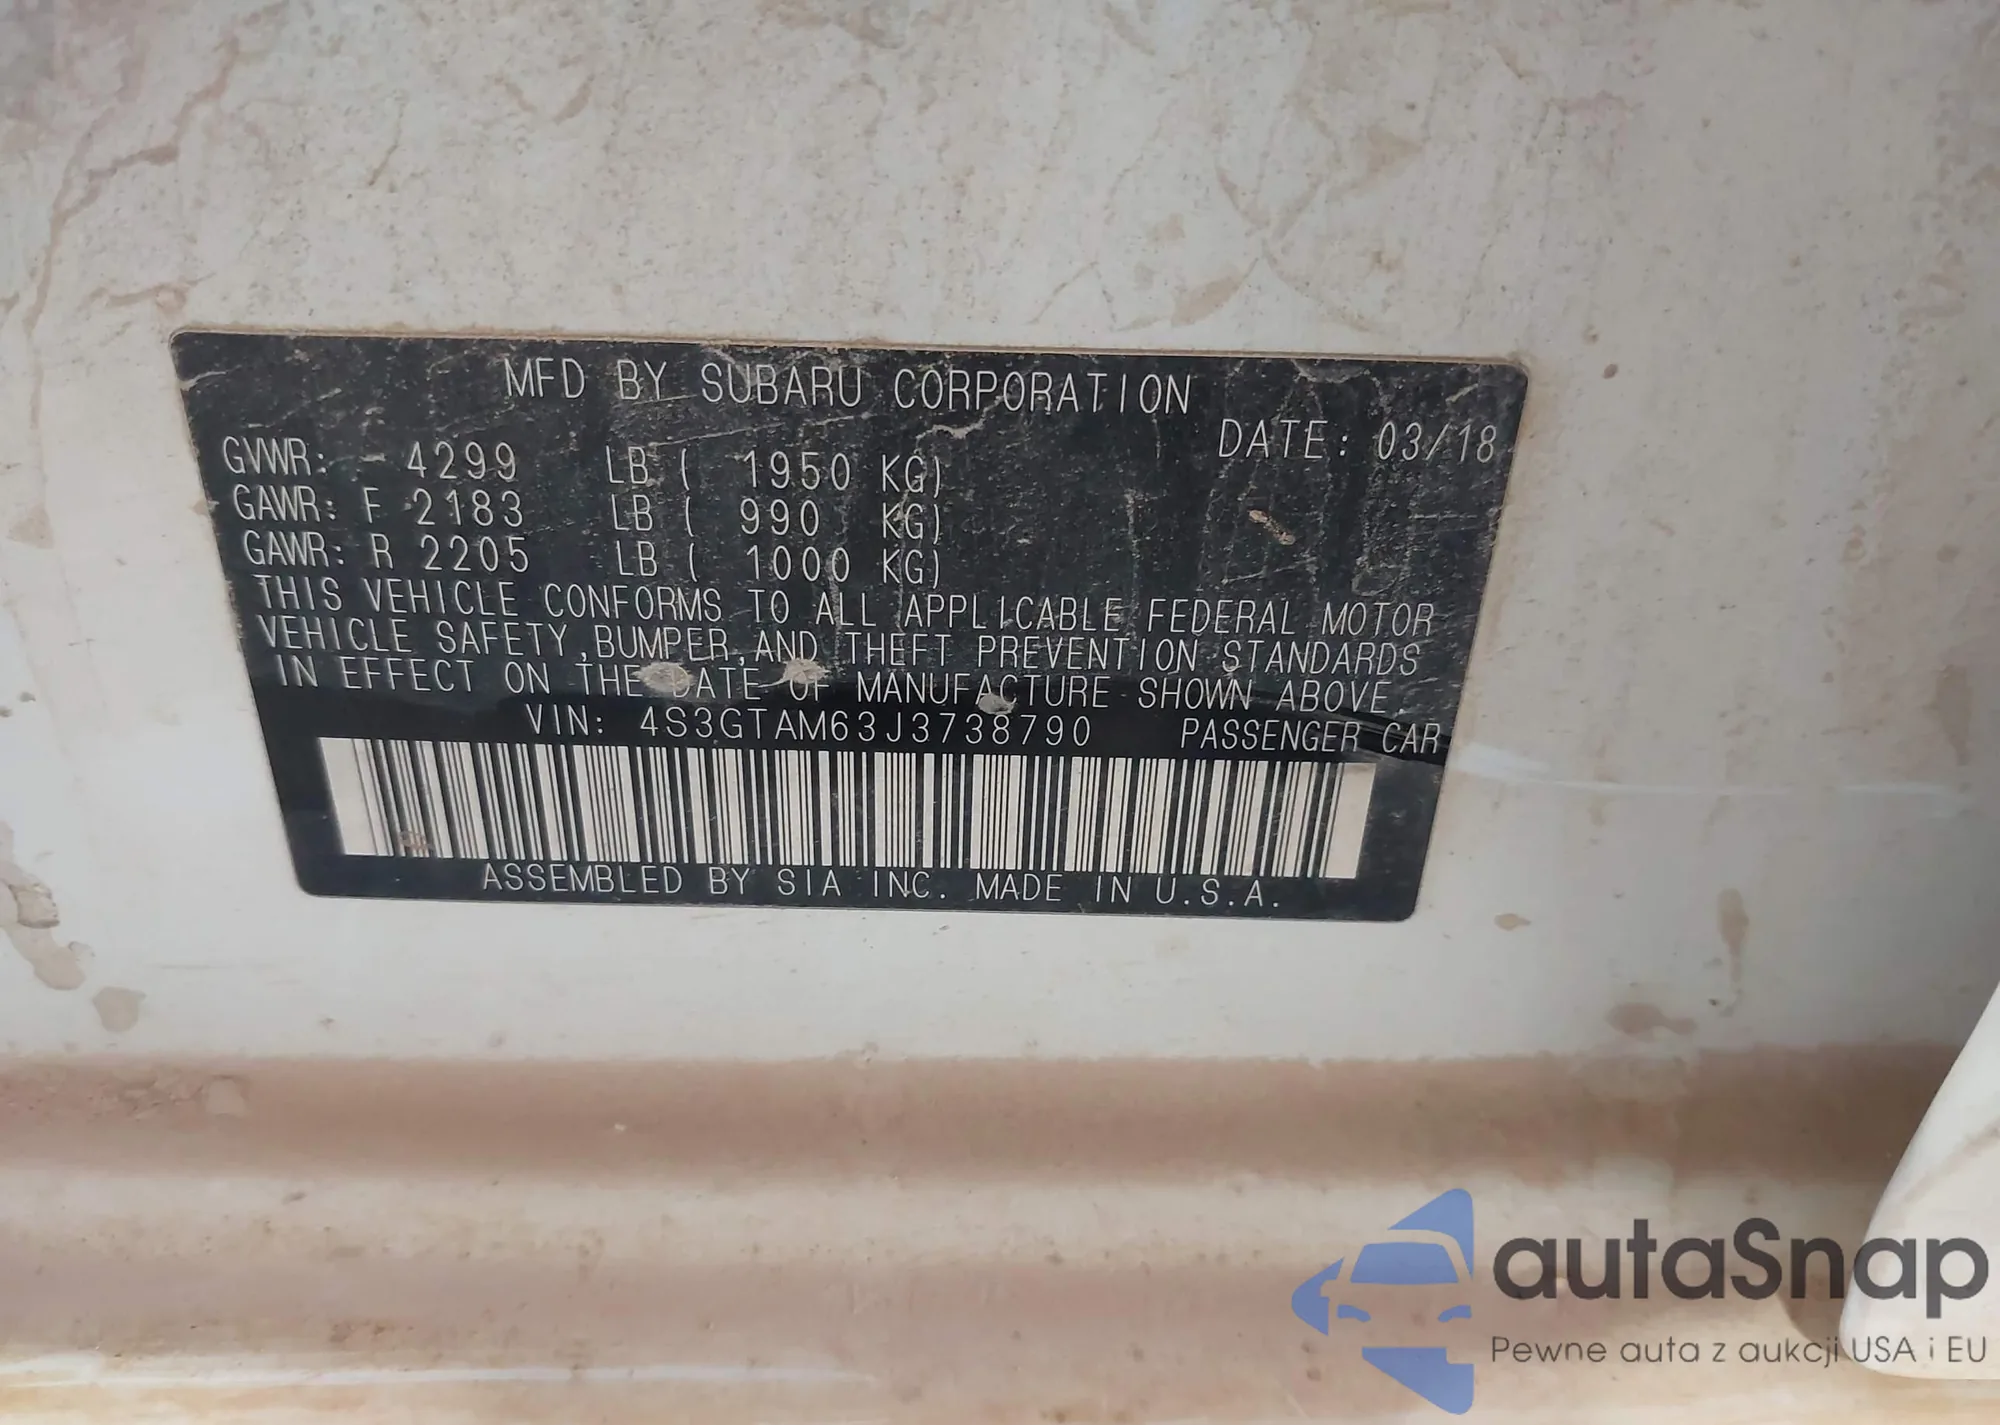 MFD BY SUBARU CORPORATION
DATE: 03/18
GVWR: 4299 LB ( 1950 KG)
GAWR: F 2183 LB ( 990 KG)
GAWR: R 2205 LB ( 1000 KG)
THIS VEHICLE CONFORMS TO ALL APPLICABLE FEDERAL MOTOR
VEHICLE SAFETY, BUMPER, AND THEFT PREVENTION STANDARDS
IN EFFECT ON THE DATE OF MANUFACTURE SHOWN ABOVE.
VIN: 4S3GTAM63J3738790 PASSENGER CAR
ASSEMBLED BY SIA INC. MADE IN U.S.A.
autaSnap
Pewne auta z aukcji USA i EU